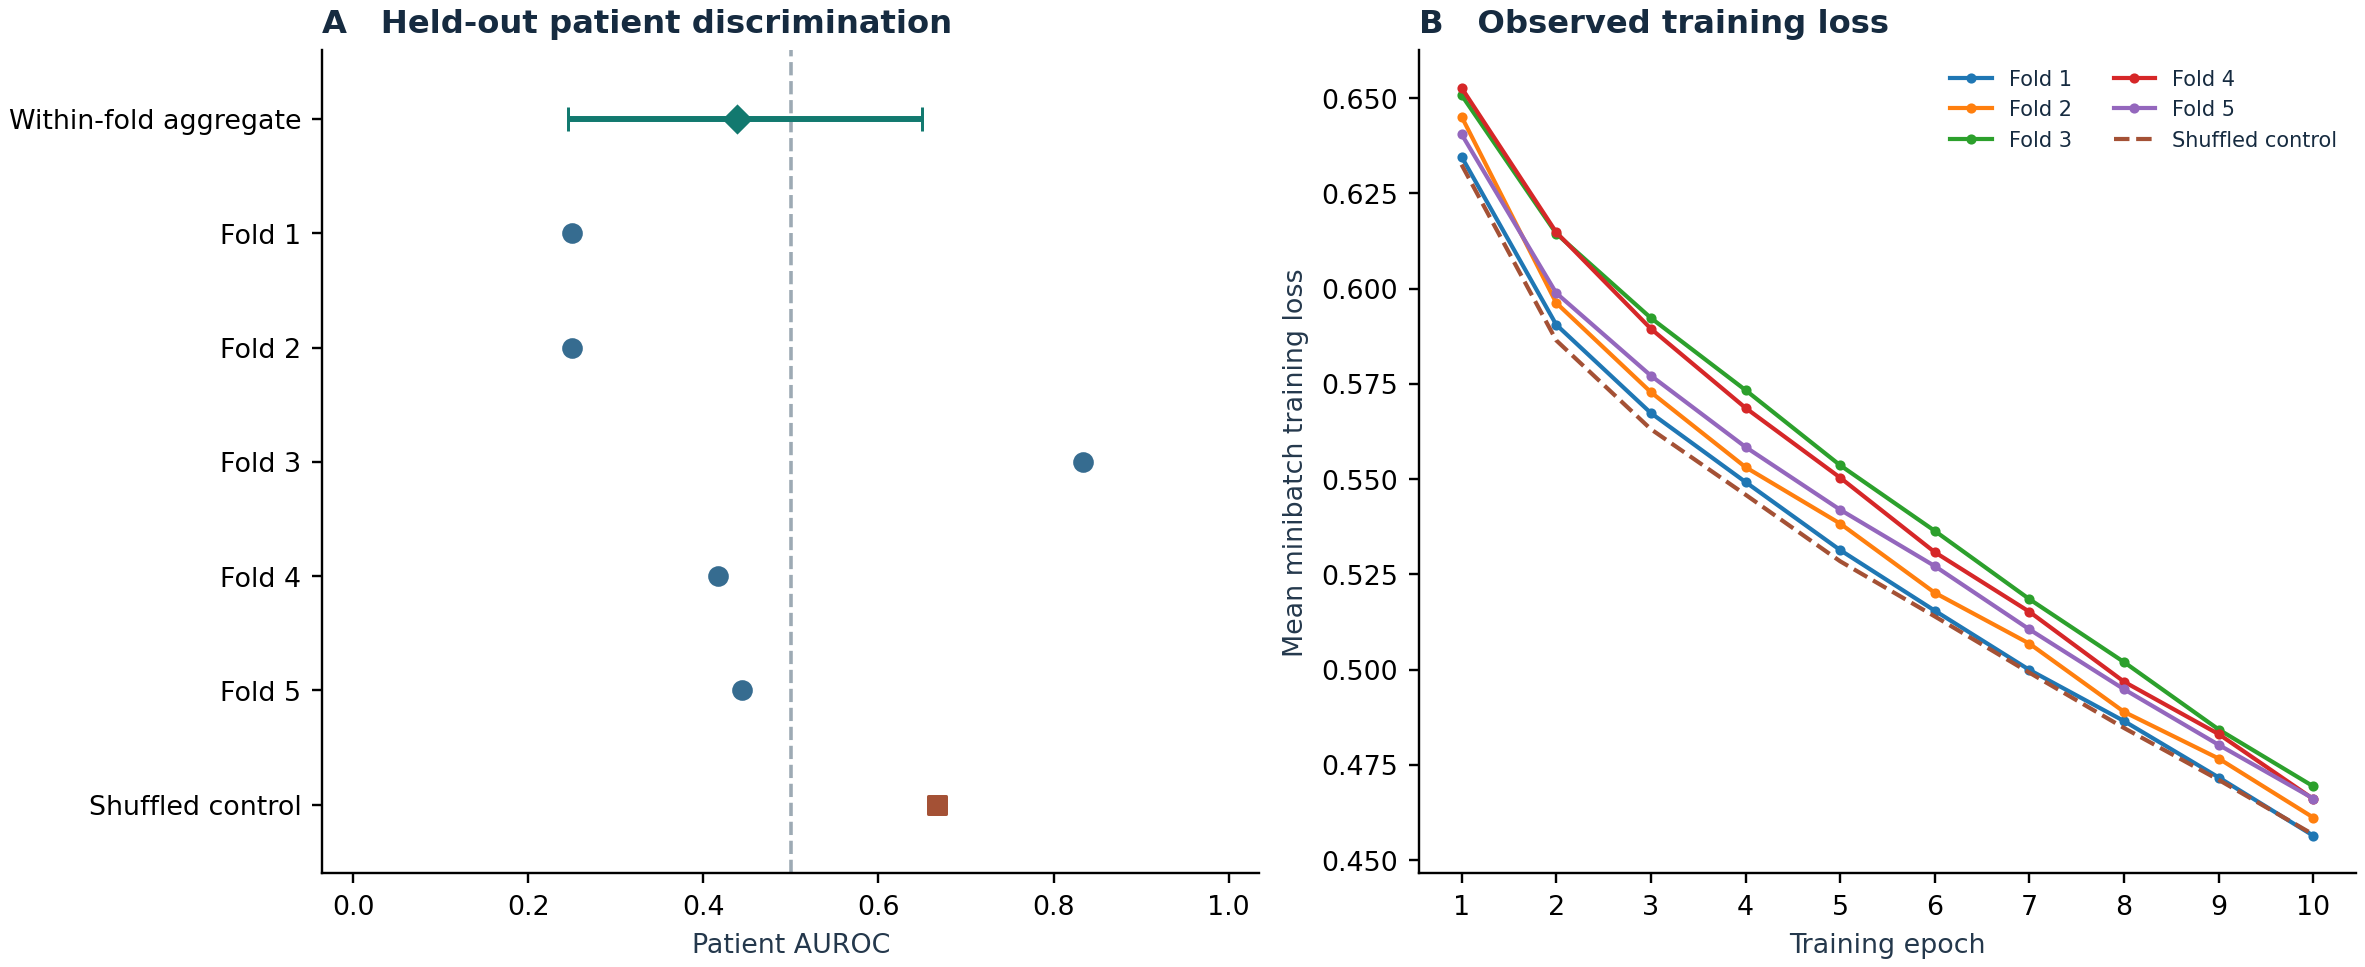 A Held-out patient discrimination
Within-fold aggregate
Fold 1
Fold 2
Fold 3
Fold 4
Fold 5
Shuffled control
0.0 0.2 0.4 0.6 0.8 1.0
Patient AUROC
B Observed training loss
Fold 1 Fold 4
Fold 2 Fold 5
Fold 3 Shuffled control
0.650
0.625
0.600
0.575
0.550
0.525
0.500
0.475
0.450
Mean minibatch training loss
1 2 3 4 5 6 7 8 9 10
Training epoch